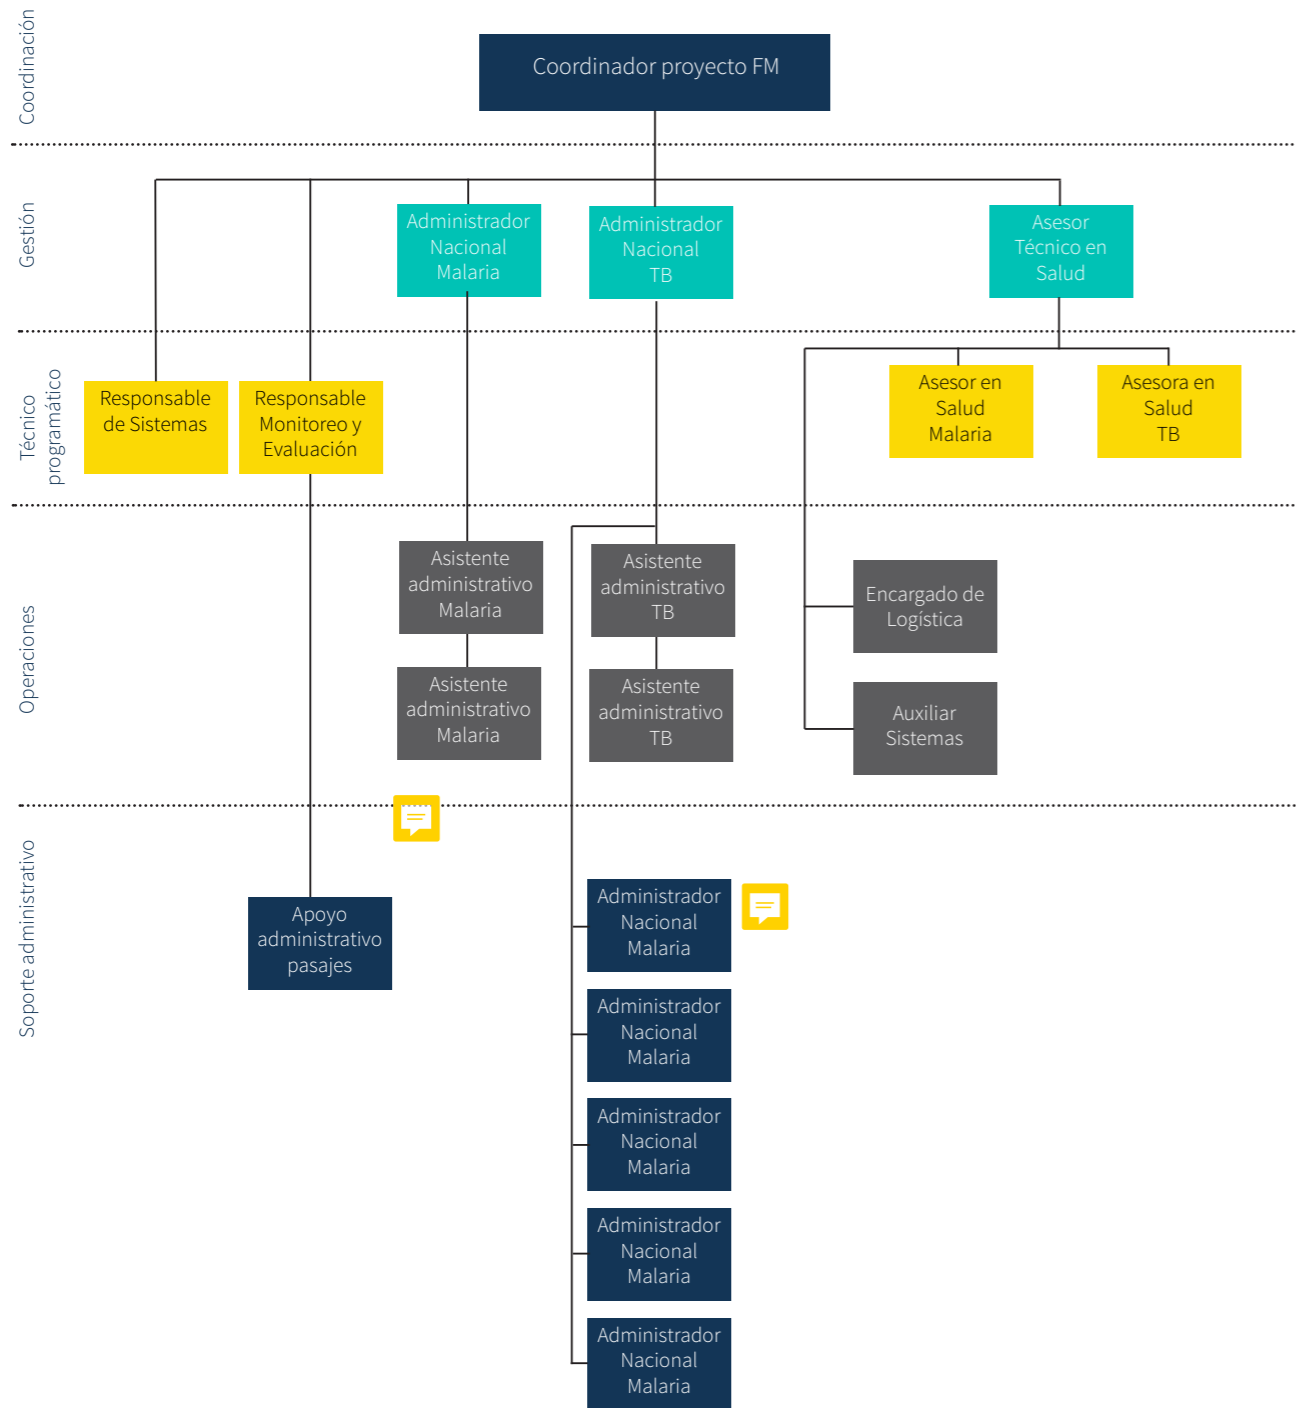 Coordinación
Coordinador proyecto FM
Gestión
Administrador
Nacional
Malaria
Administrador
Nacional
TB
Asesor
Técnico en
Salud
Técnico
programático
Responsable
de Sistemas
Responsable
Monitoreo y
Evaluación
Asesor en
Salud
Malaria
Asesora en
Salud
TB
Operaciones
Asistente
administrativo
Malaria
Asistente
administrativo
TB
Encargado de
Logística
Asistente
administrativo
Malaria
Asistente
administrativo
TB
Auxiliar
Sistemas
Soporte administrativo
Apoyo
administrativo
pasajes
Administrador
Nacional
Malaria
Administrador
Nacional
Malaria
Administrador
Nacional
Malaria
Administrador
Nacional
Malaria
Administrador
Nacional
Malaria